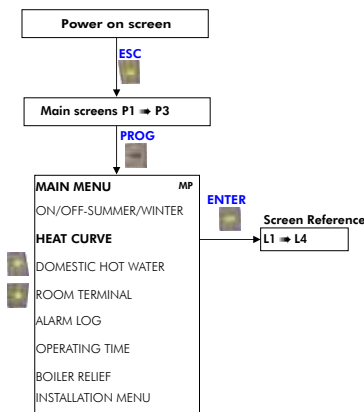 Power on screen
ESC
Main screens P1 ➠ P3
PROG
MAIN MENU MP
ON/OFF-SUMMER/WINTER
ENTER
Screen Reference
HEAT CURVE
L1 ➠ L4
DOMESTIC HOT WATER
ROOM TERMINAL
ALARM LOG
OPERATING TIME
BOILER RELIEF
INSTALLATION MENU